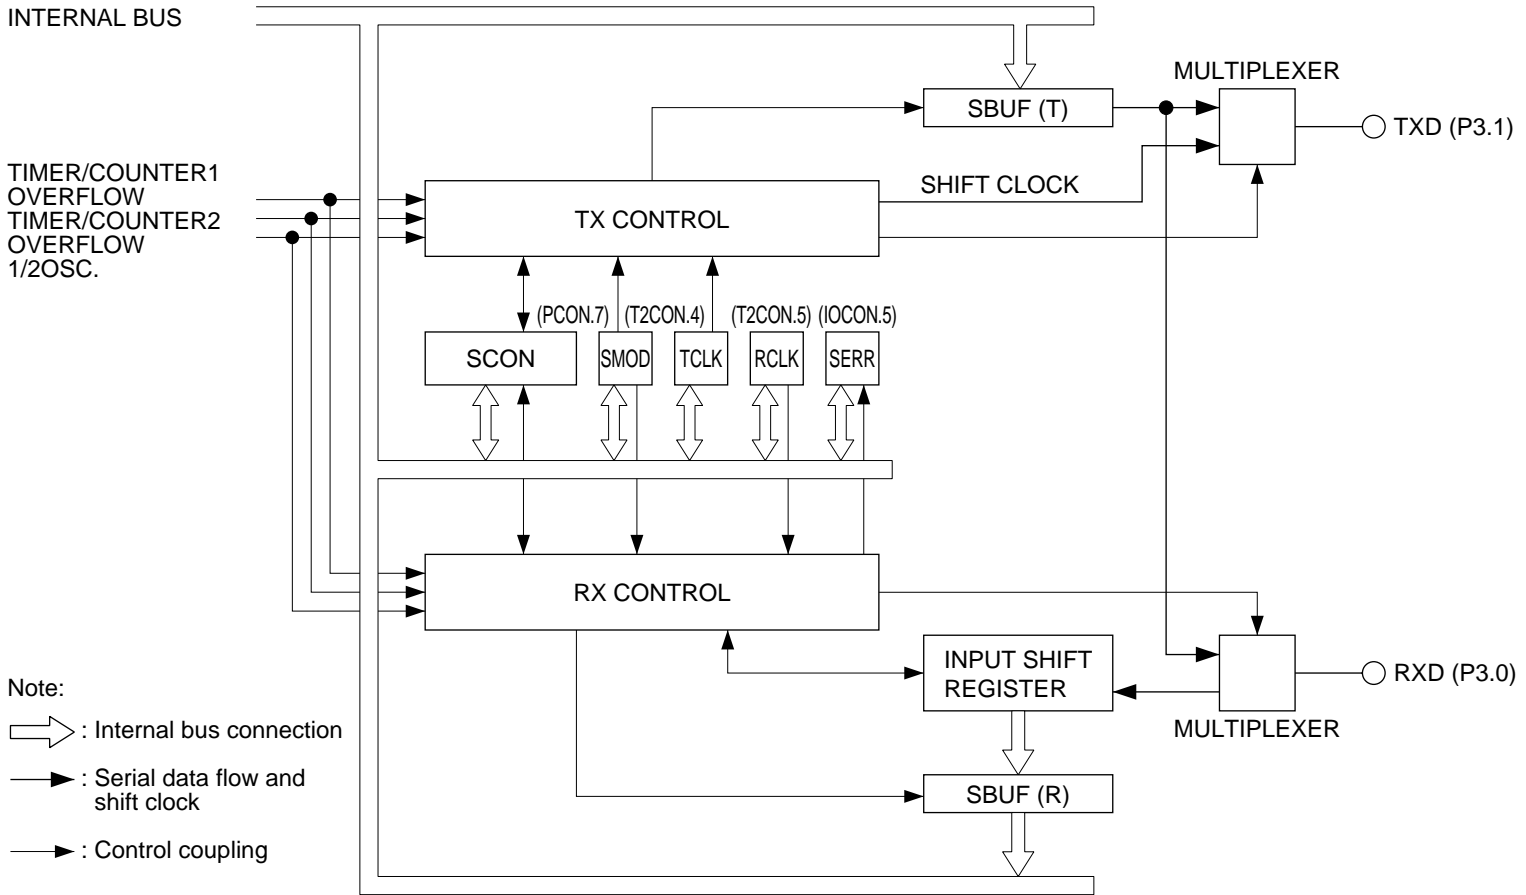 INTERNAL BUS
MULTIPLEXER
SBUF (T)
TXD (P3.1)
TIMER/COUNTER1
OVERFLOW
TIMER/COUNTER2
OVERFLOW
1/2OSC.
SHIFT CLOCK
TX CONTROL
(PCON.7) (T2CON.4) (T2CON.5) (IOCON.5)
SCON SMOD TCLK RCLK SERR
RX CONTROL
INPUT SHIFT
REGISTER
RXD (P3.0)
MULTIPLEXER
SBUF (R)
Note:
: Internal bus connection
: Serial data flow and
shift clock
: Control coupling